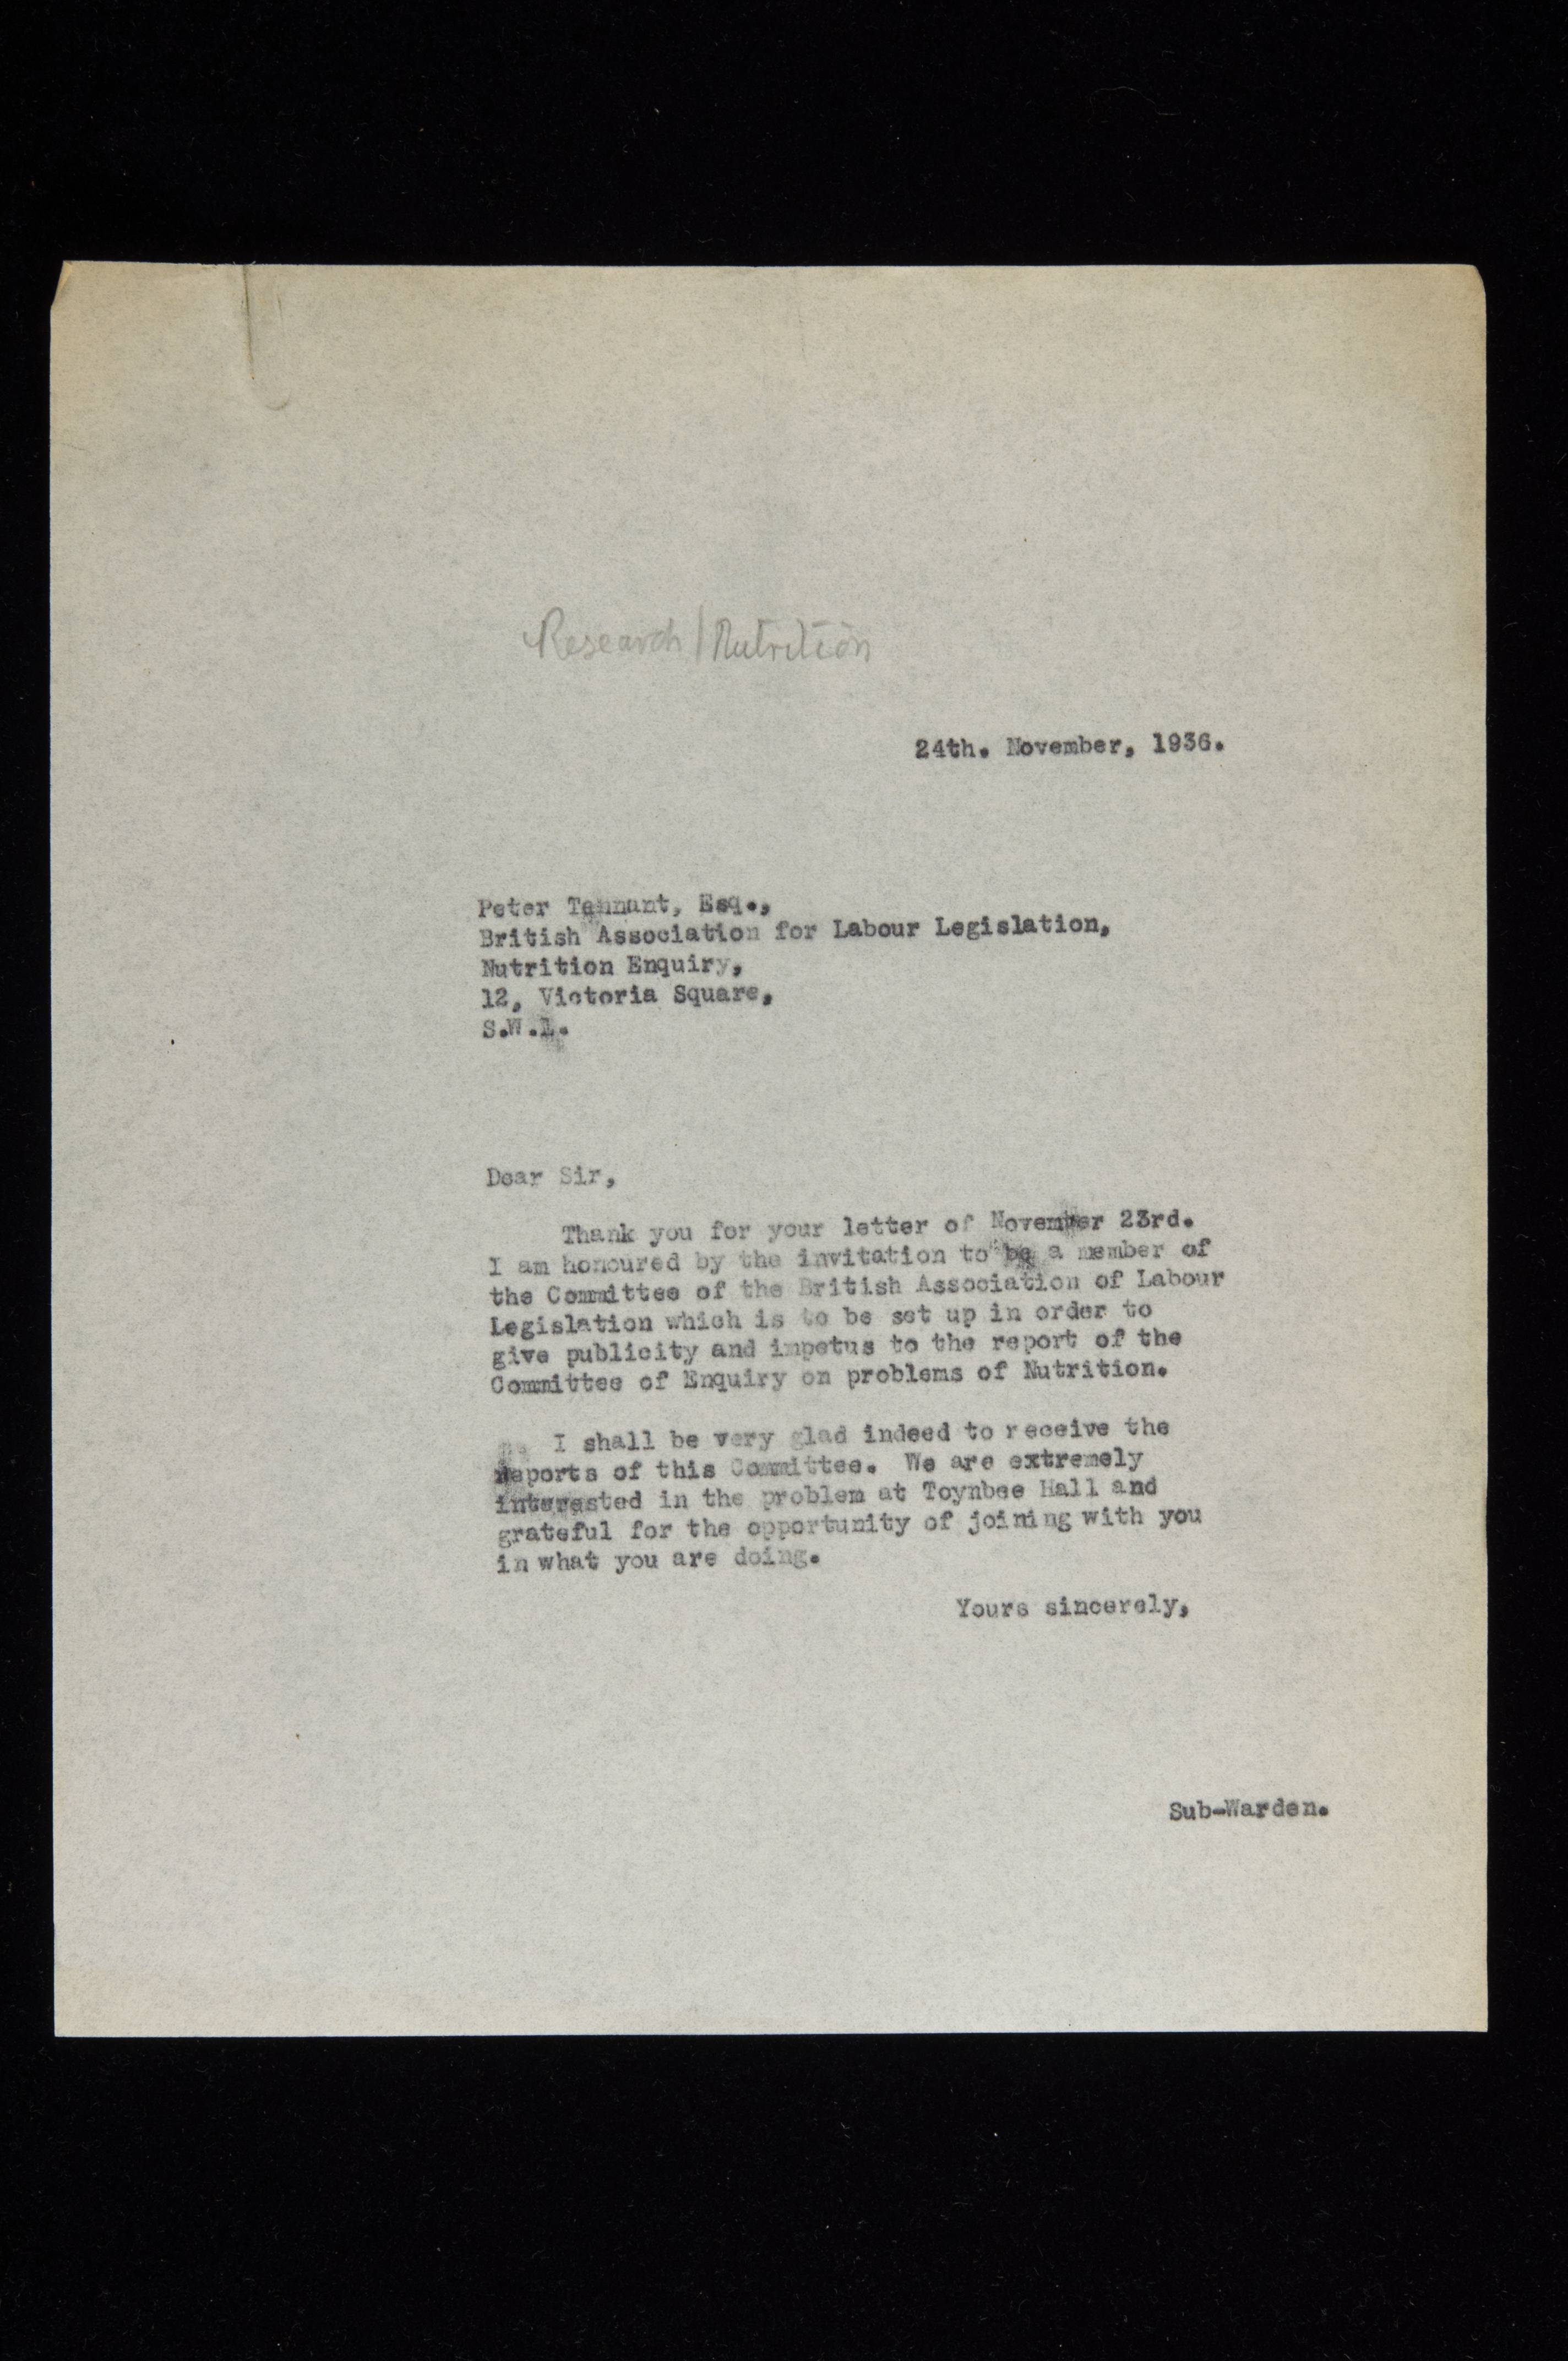 Research / Nutrition
24th. November, 1936.
Peter Tennant, Esq.,
British Association for Labour Legislation,
Nutrition Enquiry,
12, Victoria Square,
S.W.1.
Dear Sir,
Thank you for your letter of November 23rd.
I am honoured by the invitation to be a member of
the Committee of the British Association of Labour
Legislation which is to be set up in order to
give publicity and impetus to the report of the
Committee of Enquiry on problems of Nutrition.
I shall be very glad indeed to receive the
reports of this Committee. We are extremely
interested in the problem at Toynbee Hall and
grateful for the opportunity of joining with you
in what you are doing.
Yours sincerely,
Sub-Warden.